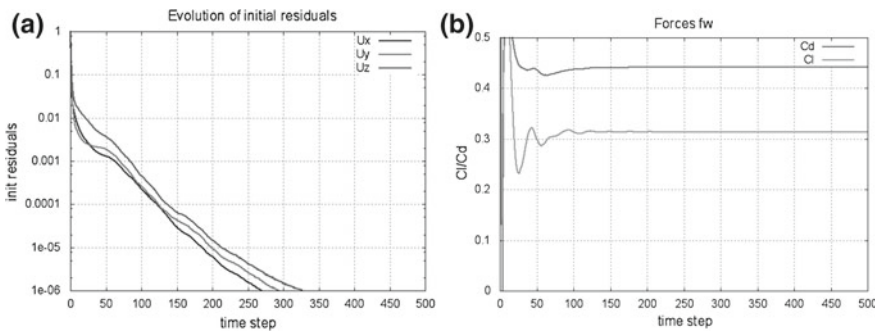 (a)
Evolution of initial residuals
Ux
Uy
Uz
1
0.1
0.01
0.001
0.0001
1e-05
1e-06
init residuals
0 50 100 150 200 250 300 350 400 450 500
time step
(b)
Forces fw
Cd
Cl
0.5
0.4
0.3
0.2
0.1
0
Cl/Cd
0 50 100 150 200 250 300 350 400 450 500
time step